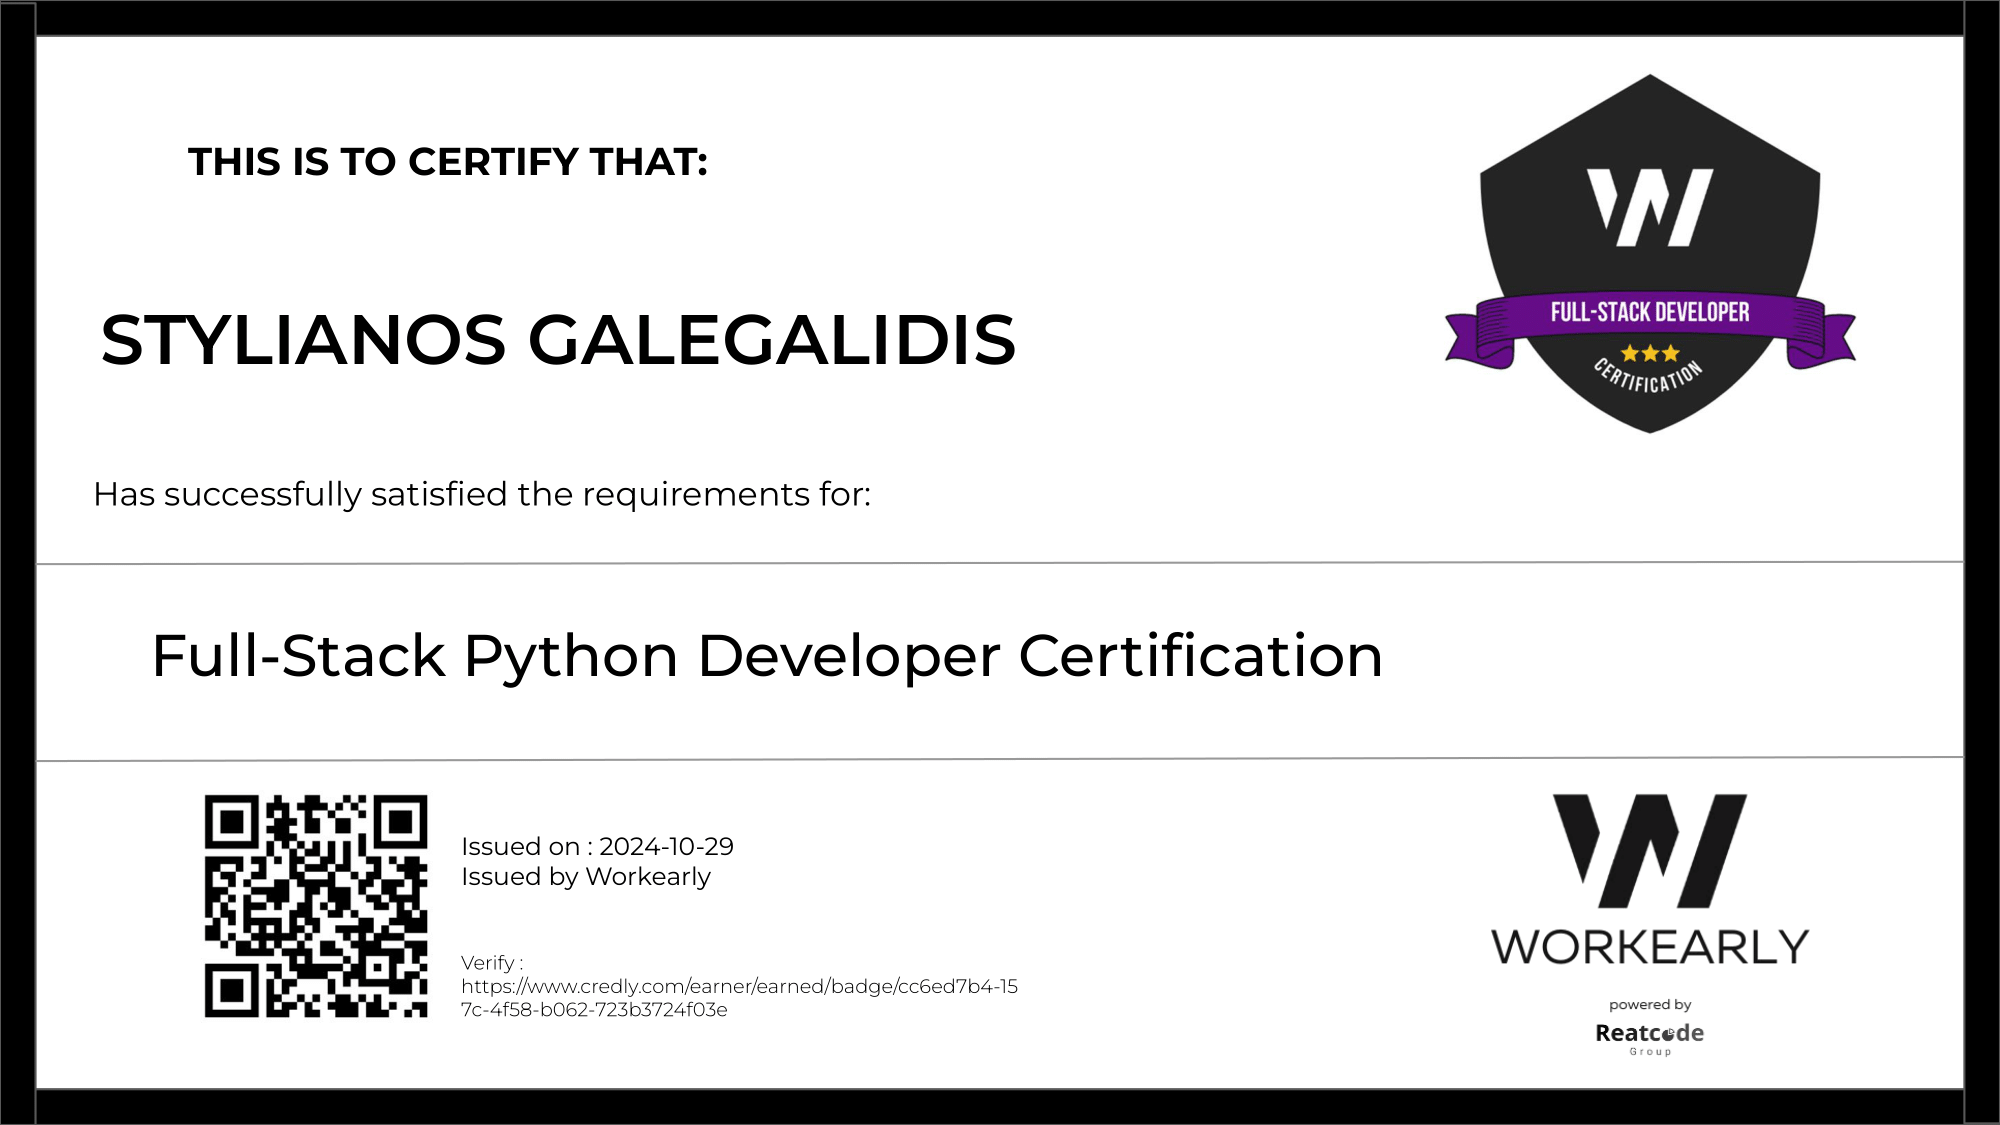 THIS IS TO CERTIFY THAT:
STYLIANOS GALEGALIDIS
Has successfully satisfied the requirements for:
W
FULL-STACK DEVELOPER
CERTIFICATION
Full-Stack Python Developer Certification
Issued on : 2024-10-29
Issued by Workearly
Verify :
https://www.credly.com/earner/earned/badge/cc6ed7b4-15
7c-4f58-b062-723b3724f03e
W
WORKEARLY
powered by
Reatcode
Group